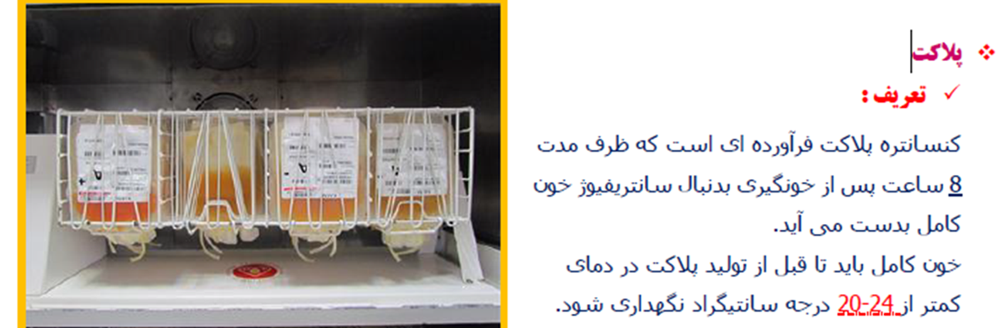 ❖ پلاکت
✓ تعریف :
کنسانتره پلاکت فرآورده ای است که ظرف مدت
8 ساعت پس از خونگیری بدنبال سانتریفیوژ خون
کامل بدست می آید.
خون کامل باید تا قبل از تولید پلاکت در دمای
کمتر از 24-20 درجه سانتیگراد نگهداری شود.